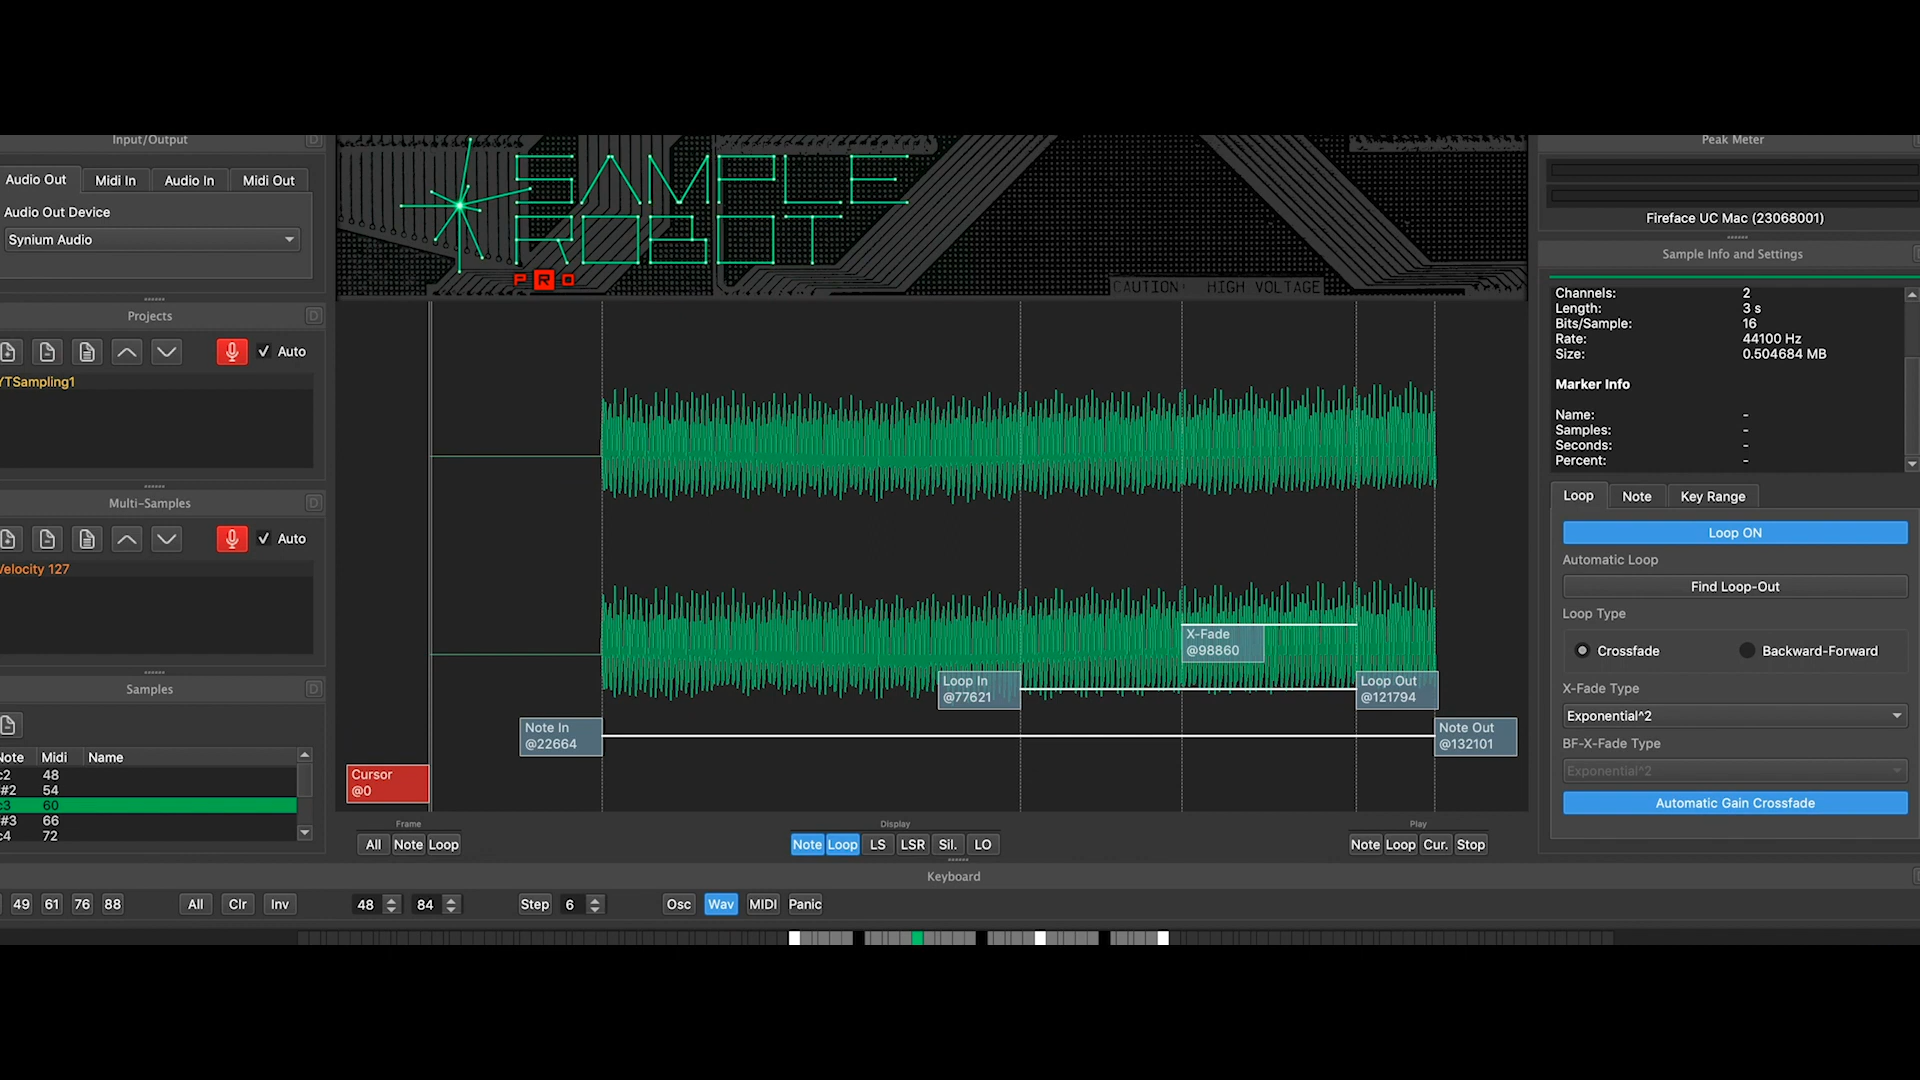 Input/Output
Audio Out
Midi In
Audio In
Midi Out
Audio Out Device
Synium Audio
Projects
Auto
YTSampling1
Multi-Samples
Auto
Velocity 127
Samples
Note Midi Name
c2 48
f#2 54
c3 60
f#3 66
c4 72
SAMPLE
ROBOT
PRO
CAUTION! HIGH VOLTAGE
X-Fade
@98860
Loop In
@77621
Loop Out
@121794
Note In
@22664
Note Out
@132101
Cursor
@0
Frame
All Note Loop
Display
Note Loop LS LSR Sil. LO
Play
Note Loop Cur. Stop
Peak Meter
Fireface UC Mac (23068001)
Sample Info and Settings
Channels: 2
Length: 3 s
Bits/Sample: 16
Rate: 44100 Hz
Size: 0.504684 MB
Marker Info
Name: -
Samples: -
Seconds: -
Percent: -
Loop Note Key Range
Loop ON
Automatic Loop
Find Loop-Out
Loop Type
Crossfade Backward-Forward
X-Fade Type
Exponential^2
BF-X-Fade Type
Exponential^2
Automatic Gain Crossfade
Keyboard
49 61 76 88 All Clr Inv 48 84 Step 6 Osc Wav MIDI Panic